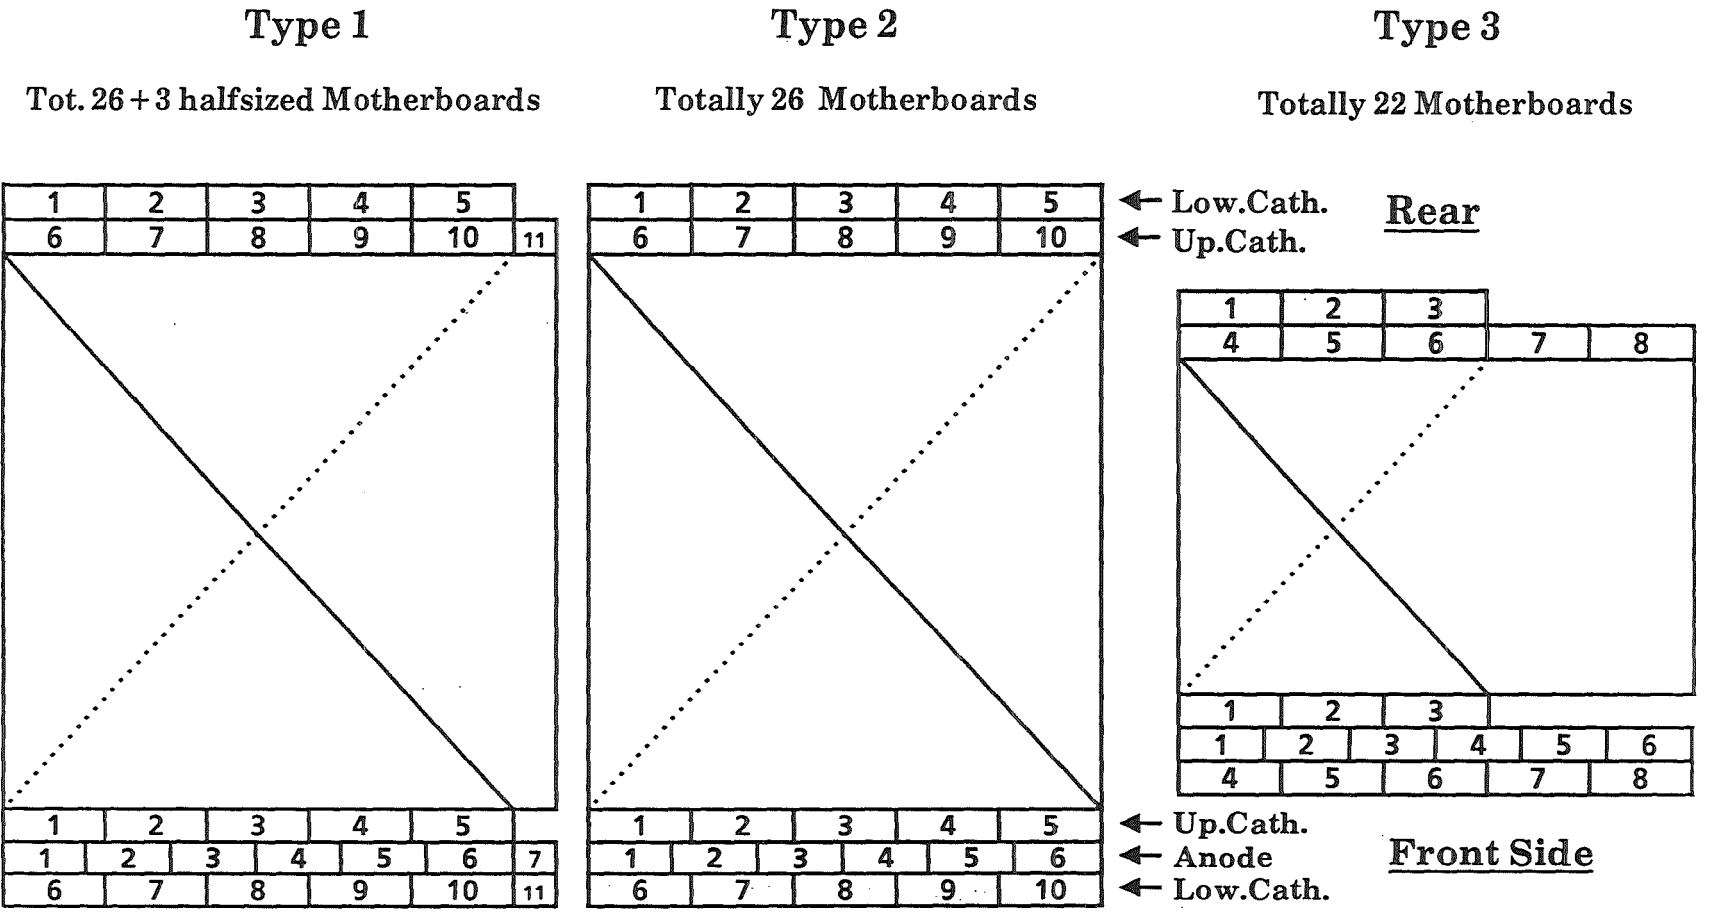 Type 1
Tot. 26 + 3 halfsized Motherboards
1 2 3 4 5
6 7 8 9 10 11
1 2 3 4 5
1 2 3 4 5 6 7
6 7 8 9 10 11
Type 2
Totally 26 Motherboards
1 2 3 4 5 Low.Cath.
6 7 8 9 10 Up.Cath.
1 2 3 4 5 Up.Cath.
1 2 3 4 5 6 Anode
6 7 8 9 10 Low.Cath.
Type 3
Totally 22 Motherboards
Rear
1 2 3
4 5 6 7 8
1 2 3
1 2 3 4 5 6
4 5 6 7 8
Front Side